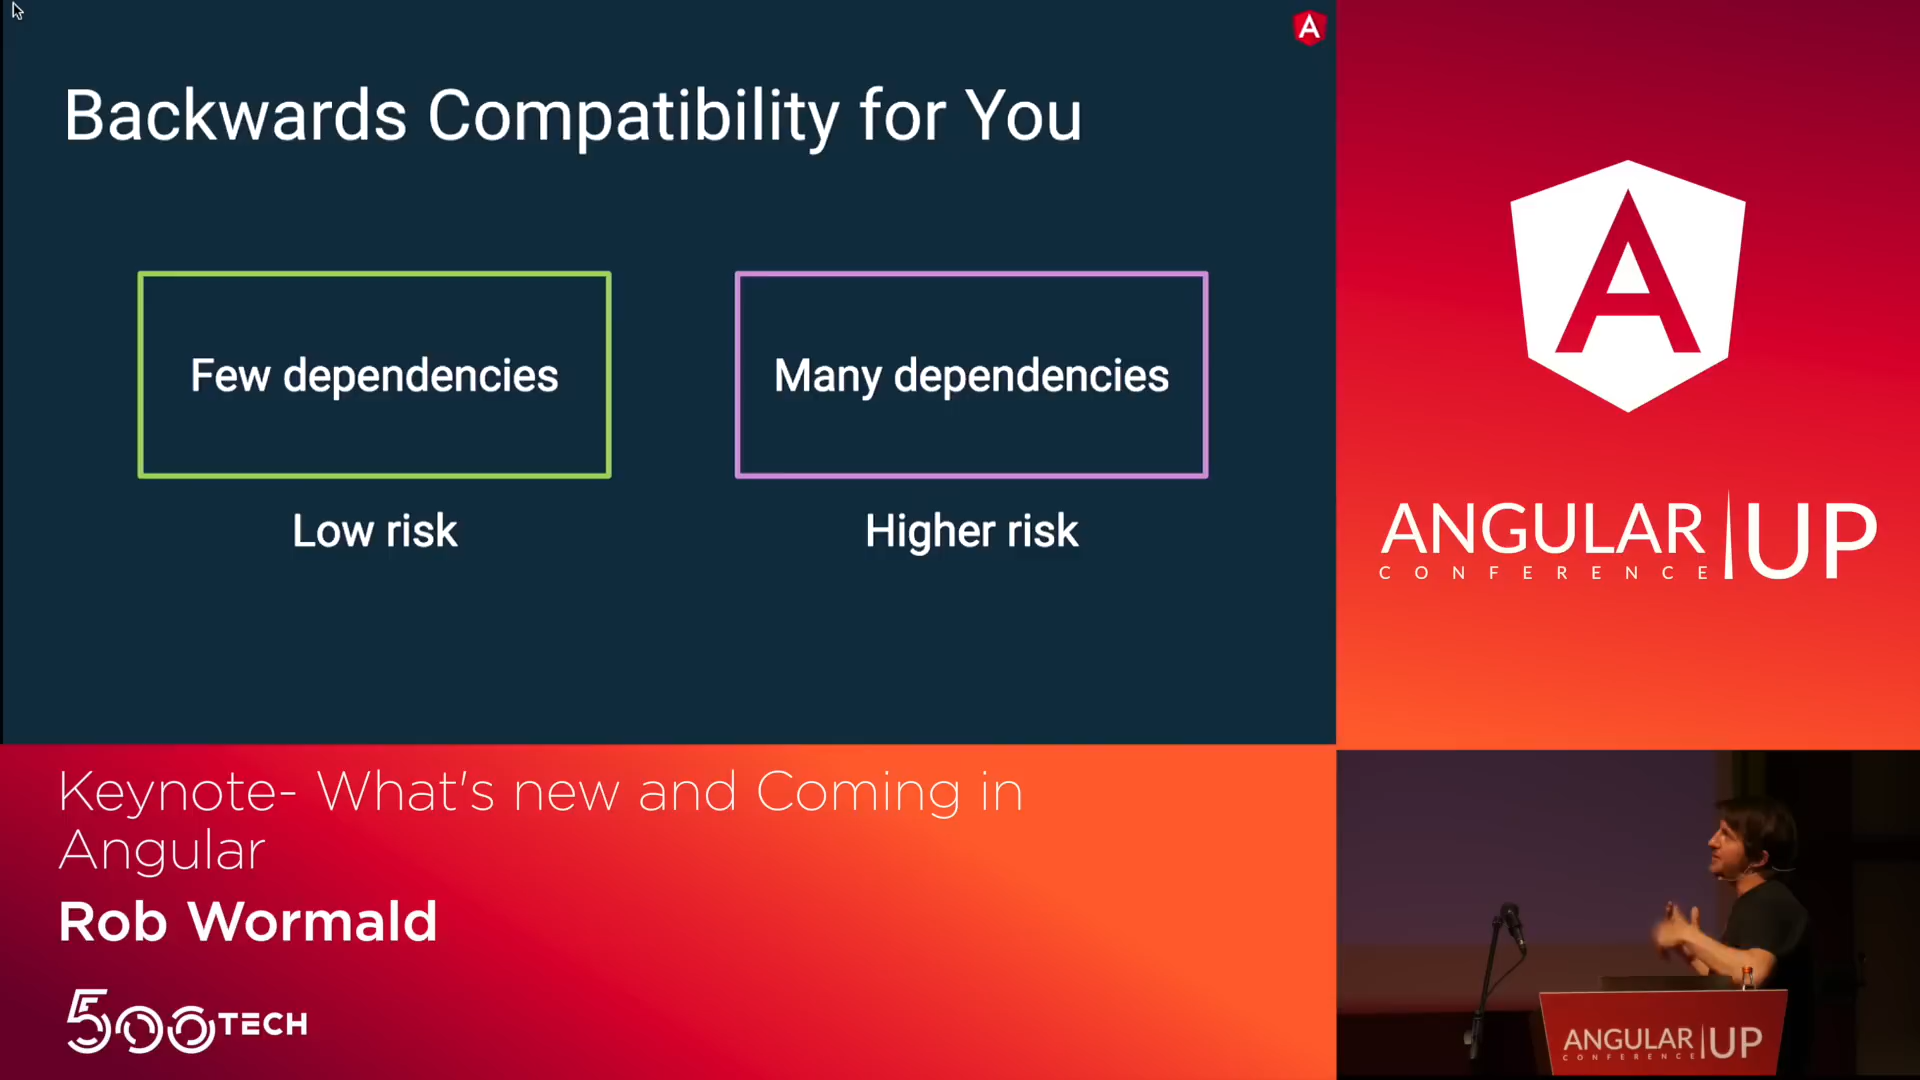 Backwards Compatibility for You
Few dependencies
Many dependencies
Low risk
Higher risk
ANGULAR UP
CONFERENCE
Keynote- What's new and Coming in
Angular
Rob Wormald
500TECH
ANGULAR UP
CONFERENCE